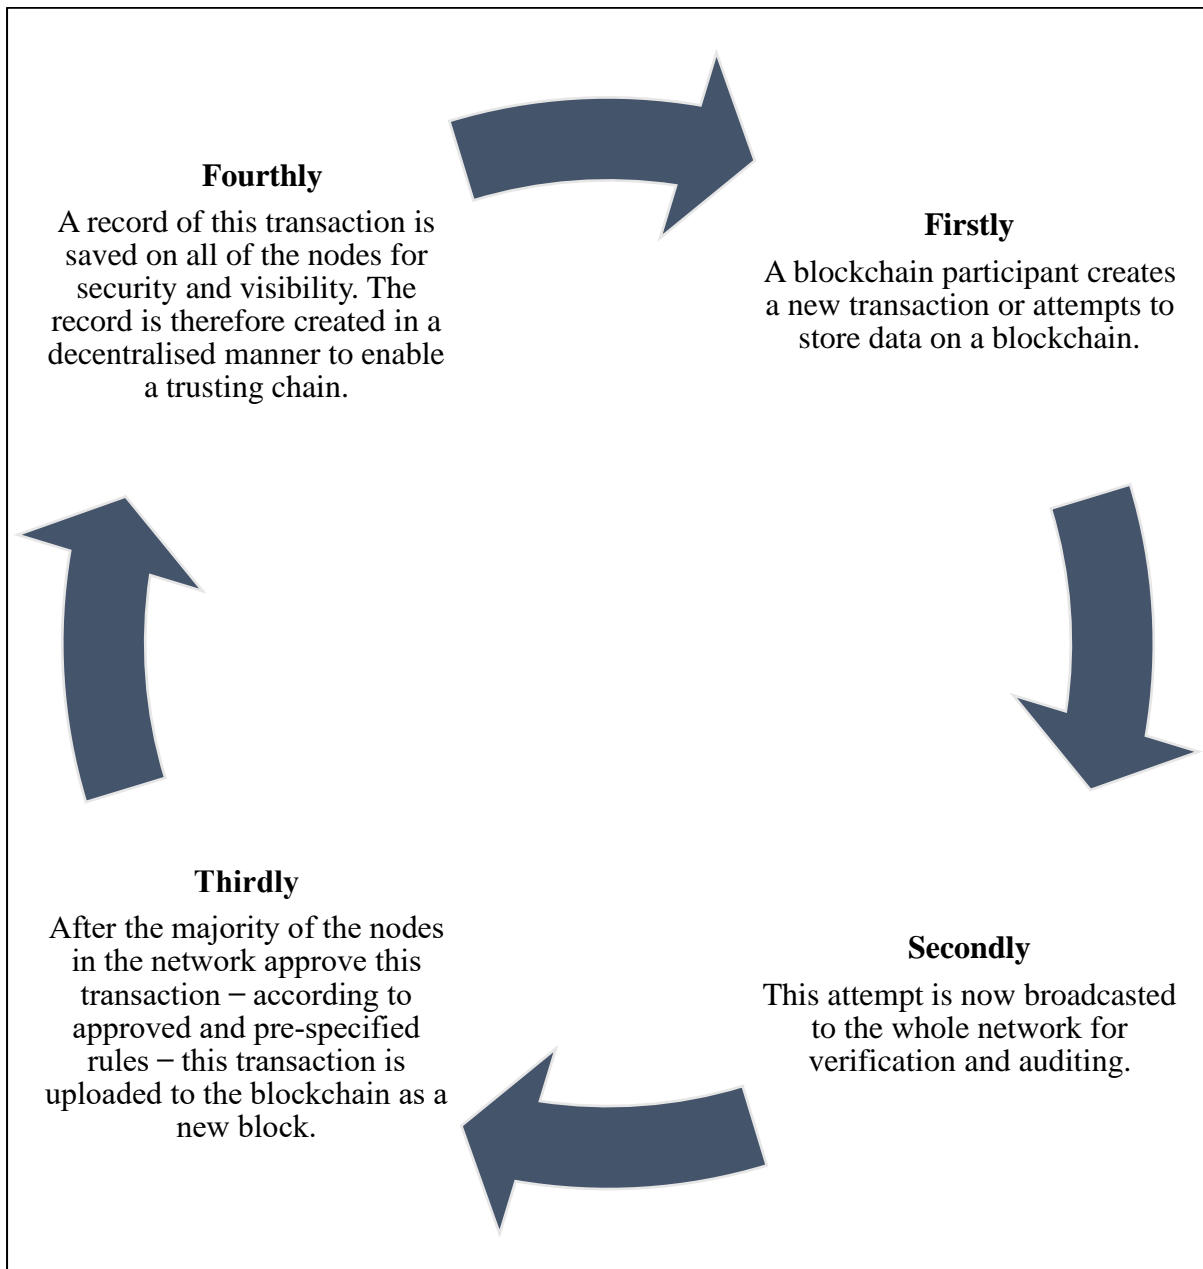 Firstly
A blockchain participant creates
a new transaction or attempts to
store data on a blockchain.
Secondly
This attempt is now broadcasted
to the whole network for
verification and auditing.
Thirdly
After the majority of the nodes
in the network approve this
transaction – according to
approved and pre-specified
rules – this transaction is
uploaded to the blockchain as a
new block.
Fourthly
A record of this transaction is
saved on all of the nodes for
security and visibility. The
record is therefore created in a
decentralised manner to enable
a trusting chain.